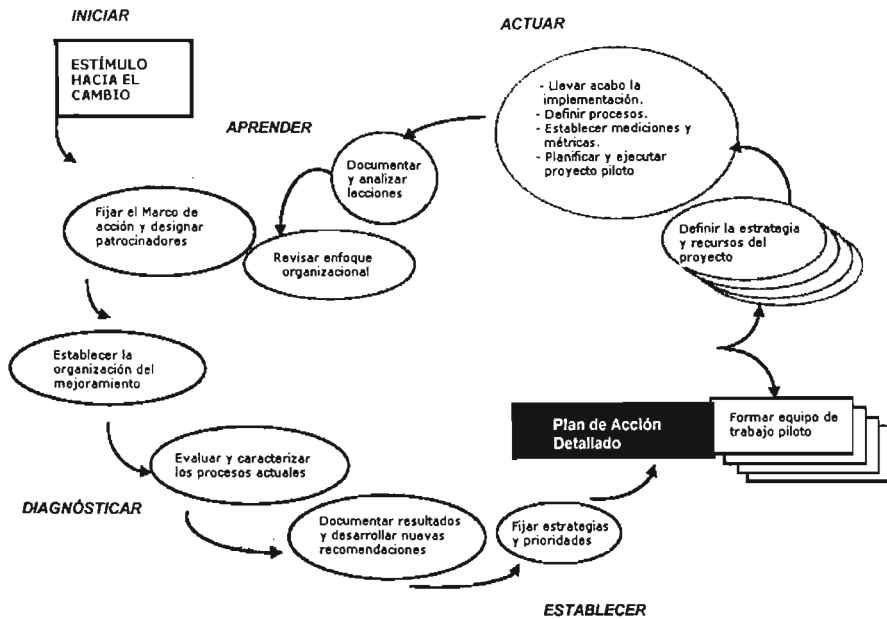 INICIAR
ESTÍMULO
HACIA EL
CAMBIO
Fijar el Marco de
acción y designar
patrocinadores
Establecer la
organización del
mejoramiento
DIAGNÓSTICAR
Evaluar y caracterizar
los procesos actuales
Documentar resultados
y desarrollar nuevas
recomendaciones
ESTABLECER
Fijar estrategias
y prioridades
Plan de Acción
Detallado
Formar equipo de
trabajo piloto
Definir la estrategia
y recursos del
proyecto
ACTUAR
- Llevar acabo la
implementación.
- Definir procesos.
- Establecer mediciones y
métricas.
- Planificar y ejecutar
proyecto piloto
APRENDER
Documentar
y analizar
lecciones
Revisar enfoque
organizacional